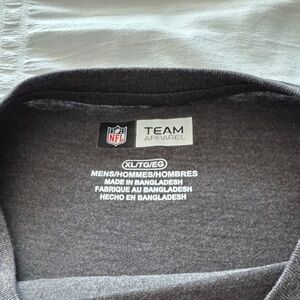 NFL
TEAM
APPAREL
XL/TG/EG
MENS/HOMMES/HOMBRES
MADE IN BANGLADESH
FABRIQUE AU BANGLADESH
HECHO EN BANGLADESH